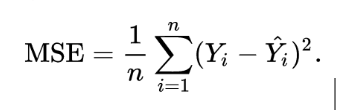 MSE = \frac{1}{n} \sum_{i=1}^{n} (Y_i - \hat{Y}_i)^2.